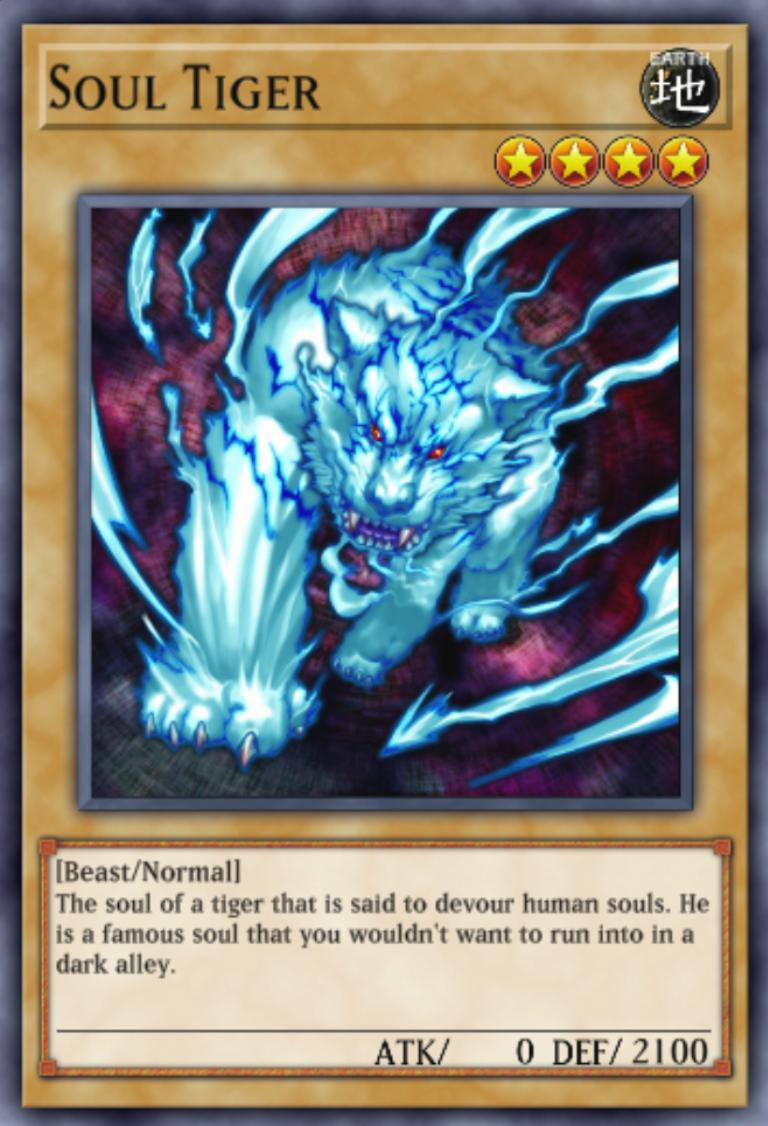 SOUL TIGER
EARTH
地
[Beast/Normal]
The soul of a tiger that is said to devour human souls. He
is a famous soul that you wouldn't want to run into in a
dark alley.
ATK/ 0 DEF/ 2100